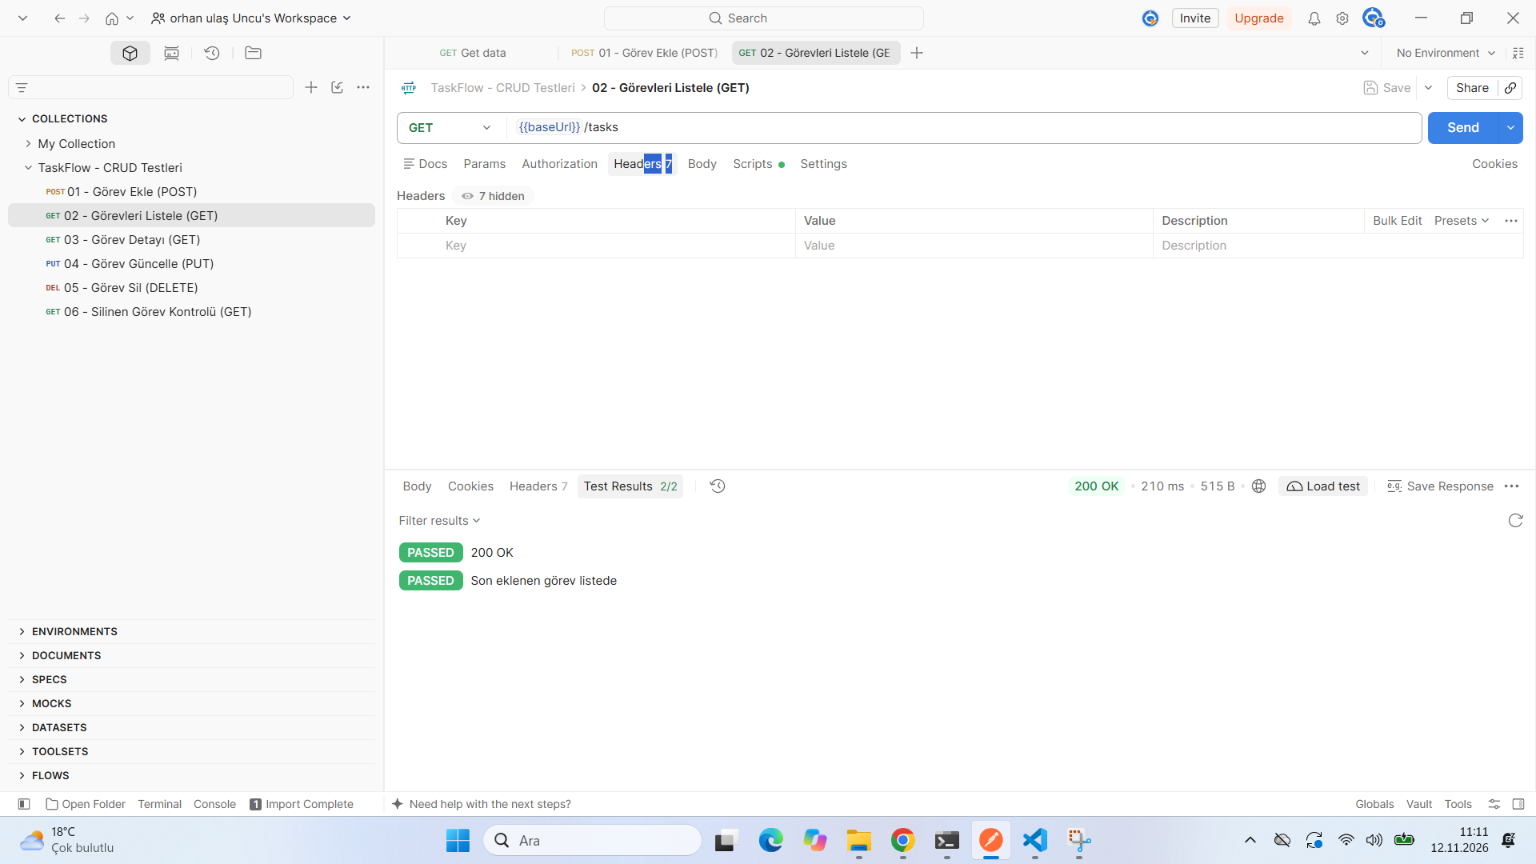 orhan ulaş Uncu's Workspace
Search
Invite
Upgrade
GET Get data
POST 01 - Görev Ekle (POST)
GET 02 - Görevleri Listele (GE
No Environment
COLLECTIONS
My Collection
TaskFlow - CRUD Testleri
POST 01 - Görev Ekle (POST)
GET 02 - Görevleri Listele (GET)
GET 03 - Görev Detayı (GET)
PUT 04 - Görev Güncelle (PUT)
DEL 05 - Görev Sil (DELETE)
GET 06 - Silinen Görev Kontrolü (GET)
ENVIRONMENTS
DOCUMENTS
SPECS
MOCKS
DATASETS
TOOLSETS
FLOWS
HTTP TaskFlow - CRUD Testleri > 02 - Görevleri Listele (GET)
Save
Share
GET {{baseUrl}} /tasks
Send
Docs Params Authorization Headers 7 Body Scripts Settings
Cookies
Headers 7 hidden
Key Value Description Bulk Edit Presets
Key Value Description
Body Cookies Headers 7 Test Results 2/2
200 OK 210 ms 515 B Load test e.g. Save Response
Filter results
PASSED 200 OK
PASSED Son eklenen görev listede
Open Folder Terminal Console 1 Import Complete
Need help with the next steps?
Globals Vault Tools
18°C
Çok bulutlu
Ara
11:11
12.11.2026